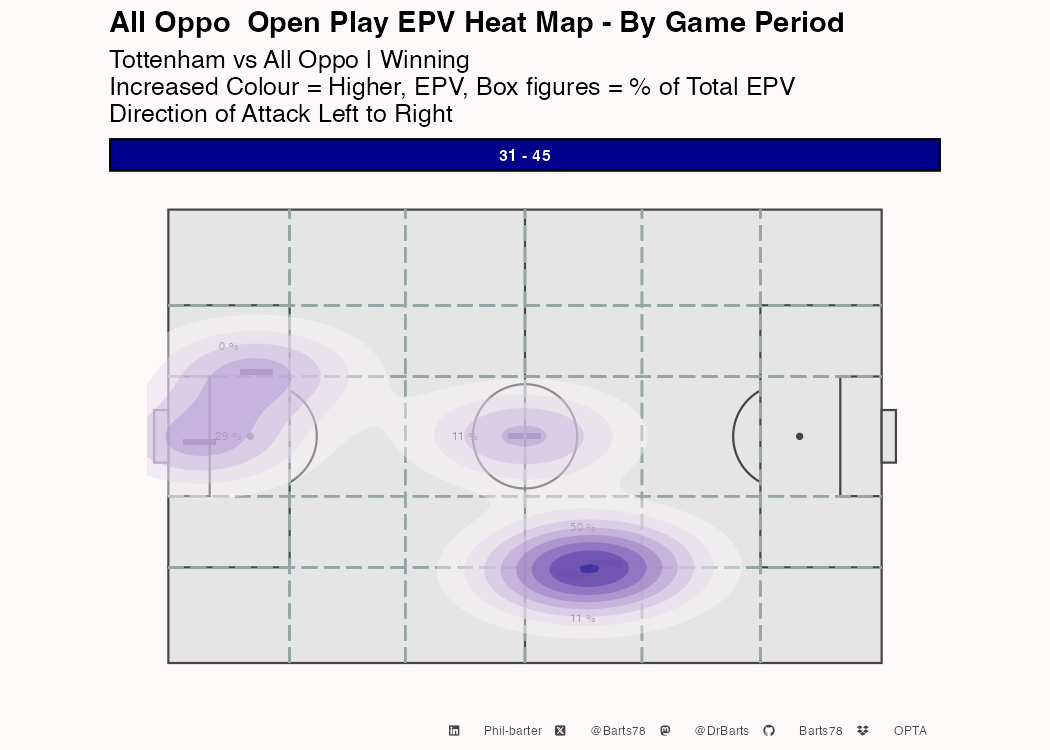 All Oppo  Open Play EPV Heat Map - By Game Period
Tottenham vs All Oppo | Winning
Increased Colour = Higher, EPV, Box figures = % of Total EPV
Direction of Attack Left to Right
31 - 45
0 %
29 %
11 %
50 %
11 %
Phil-barter @Barts78 @DrBarts Barts78 OPTA